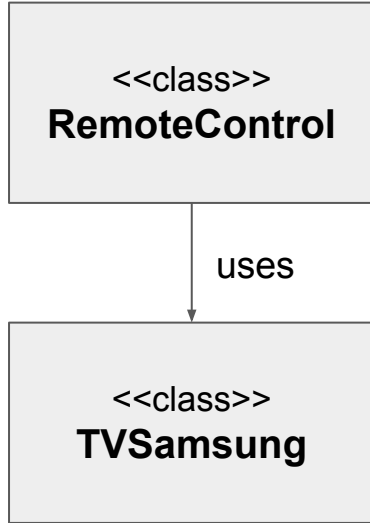 <<class>>
RemoteControl
uses
<<class>>
TVSamsung